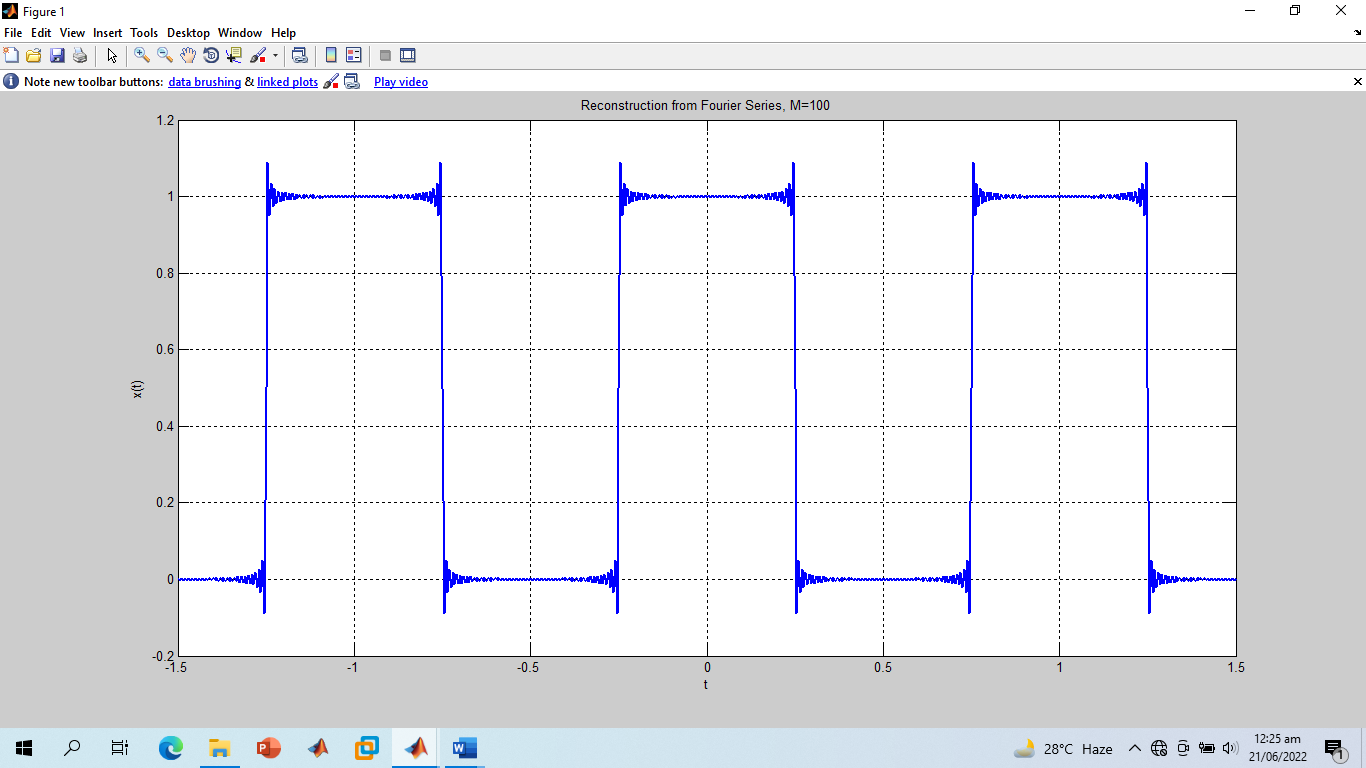 Figure 1
File Edit View Insert Tools Desktop Window Help
Note new toolbar buttons: data brushing & linked plots Play video
Reconstruction from Fourier Series, M=100
1.2
1
0.8
0.6
x(t)
0.4
0.2
0
-0.2
-1.5 -1 -0.5 0 0.5 1 1.5
t
28°C Haze
12:25 am
21/06/2022
1